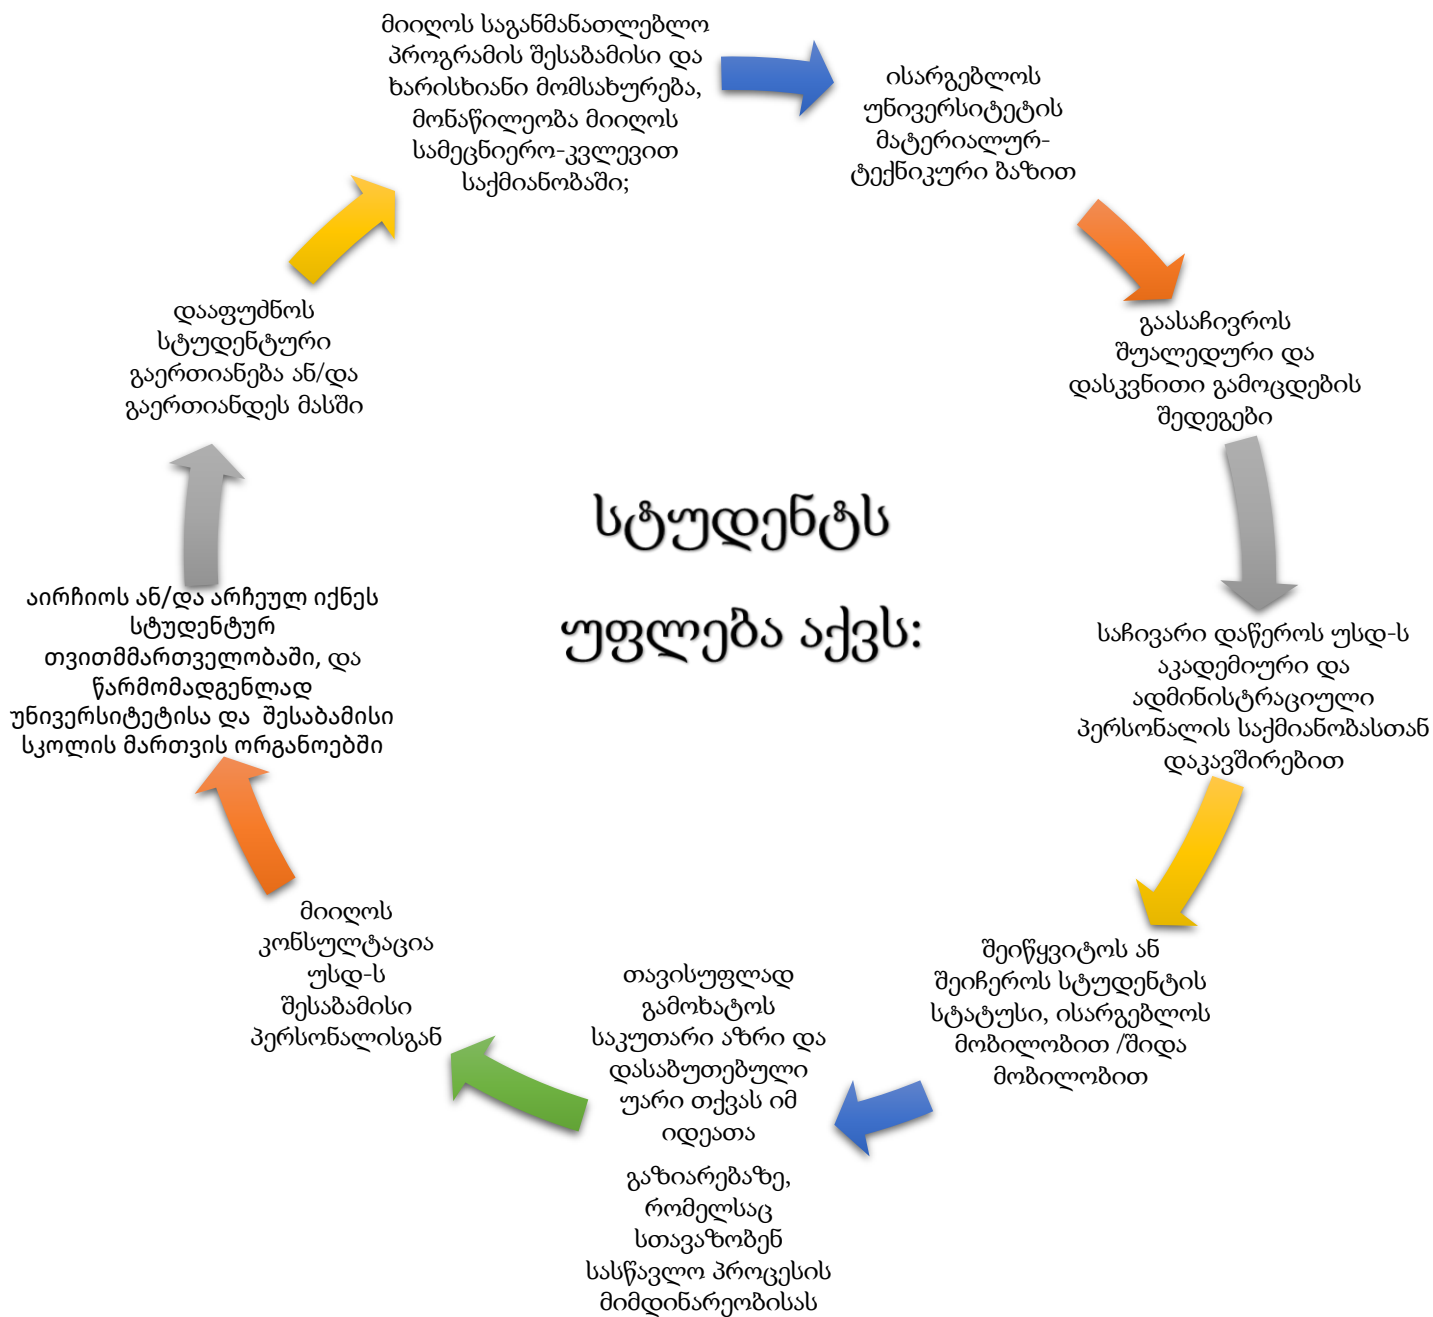 მიიღოს საგანმანათლებლო
პროგრამის შესაბამისი და
ხარისხიანი მომსახურება,
მონაწილეობა მიიღოს
სამეცნიერო-კვლევით
საქმიანობაში;
ისარგებლოს
უნივერსიტეტის
მატერიალურ-
ტექნიკური ბაზით
გაასაჩივროს
შუალედური და
დასკვნითი გამოცდების
შედეგები
საჩივარი დაწეროს უსდ-ს
აკადემიური და
ადმინისტრაციული
პერსონალის საქმიანობასთან
დაკავშირებით
შეიწყვიტოს ან
შეიჩეროს სტუდენტის
სტატუსი, ისარგებლოს
მობილობით /შიდა
მობილობით
თავისუფლად
გამოხატოს
საკუთარი აზრი და
დასაბუთებული
უარი თქვას იმ
იდეათა
გაზიარებაზე,
რომელსაც
სთავაზობენ
სასწავლო პროცესის
მიმდინარეობისას
მიიღოს
კონსულტაცია
უსდ-ს
შესაბამისი
პერსონალისგან
აირჩიოს ან/და არჩეულ იქნეს
სტუდენტურ
თვითმმართველობაში, და
წარმომადგენლად
უნივერსიტეტისა და  შესაბამისი
სკოლის მართვის ორგანოებში
დააფუძნოს
სტუდენტური
გაერთიანება ან/და
გაერთიანდეს მასში
სტუდენტს
უფლება აქვს: